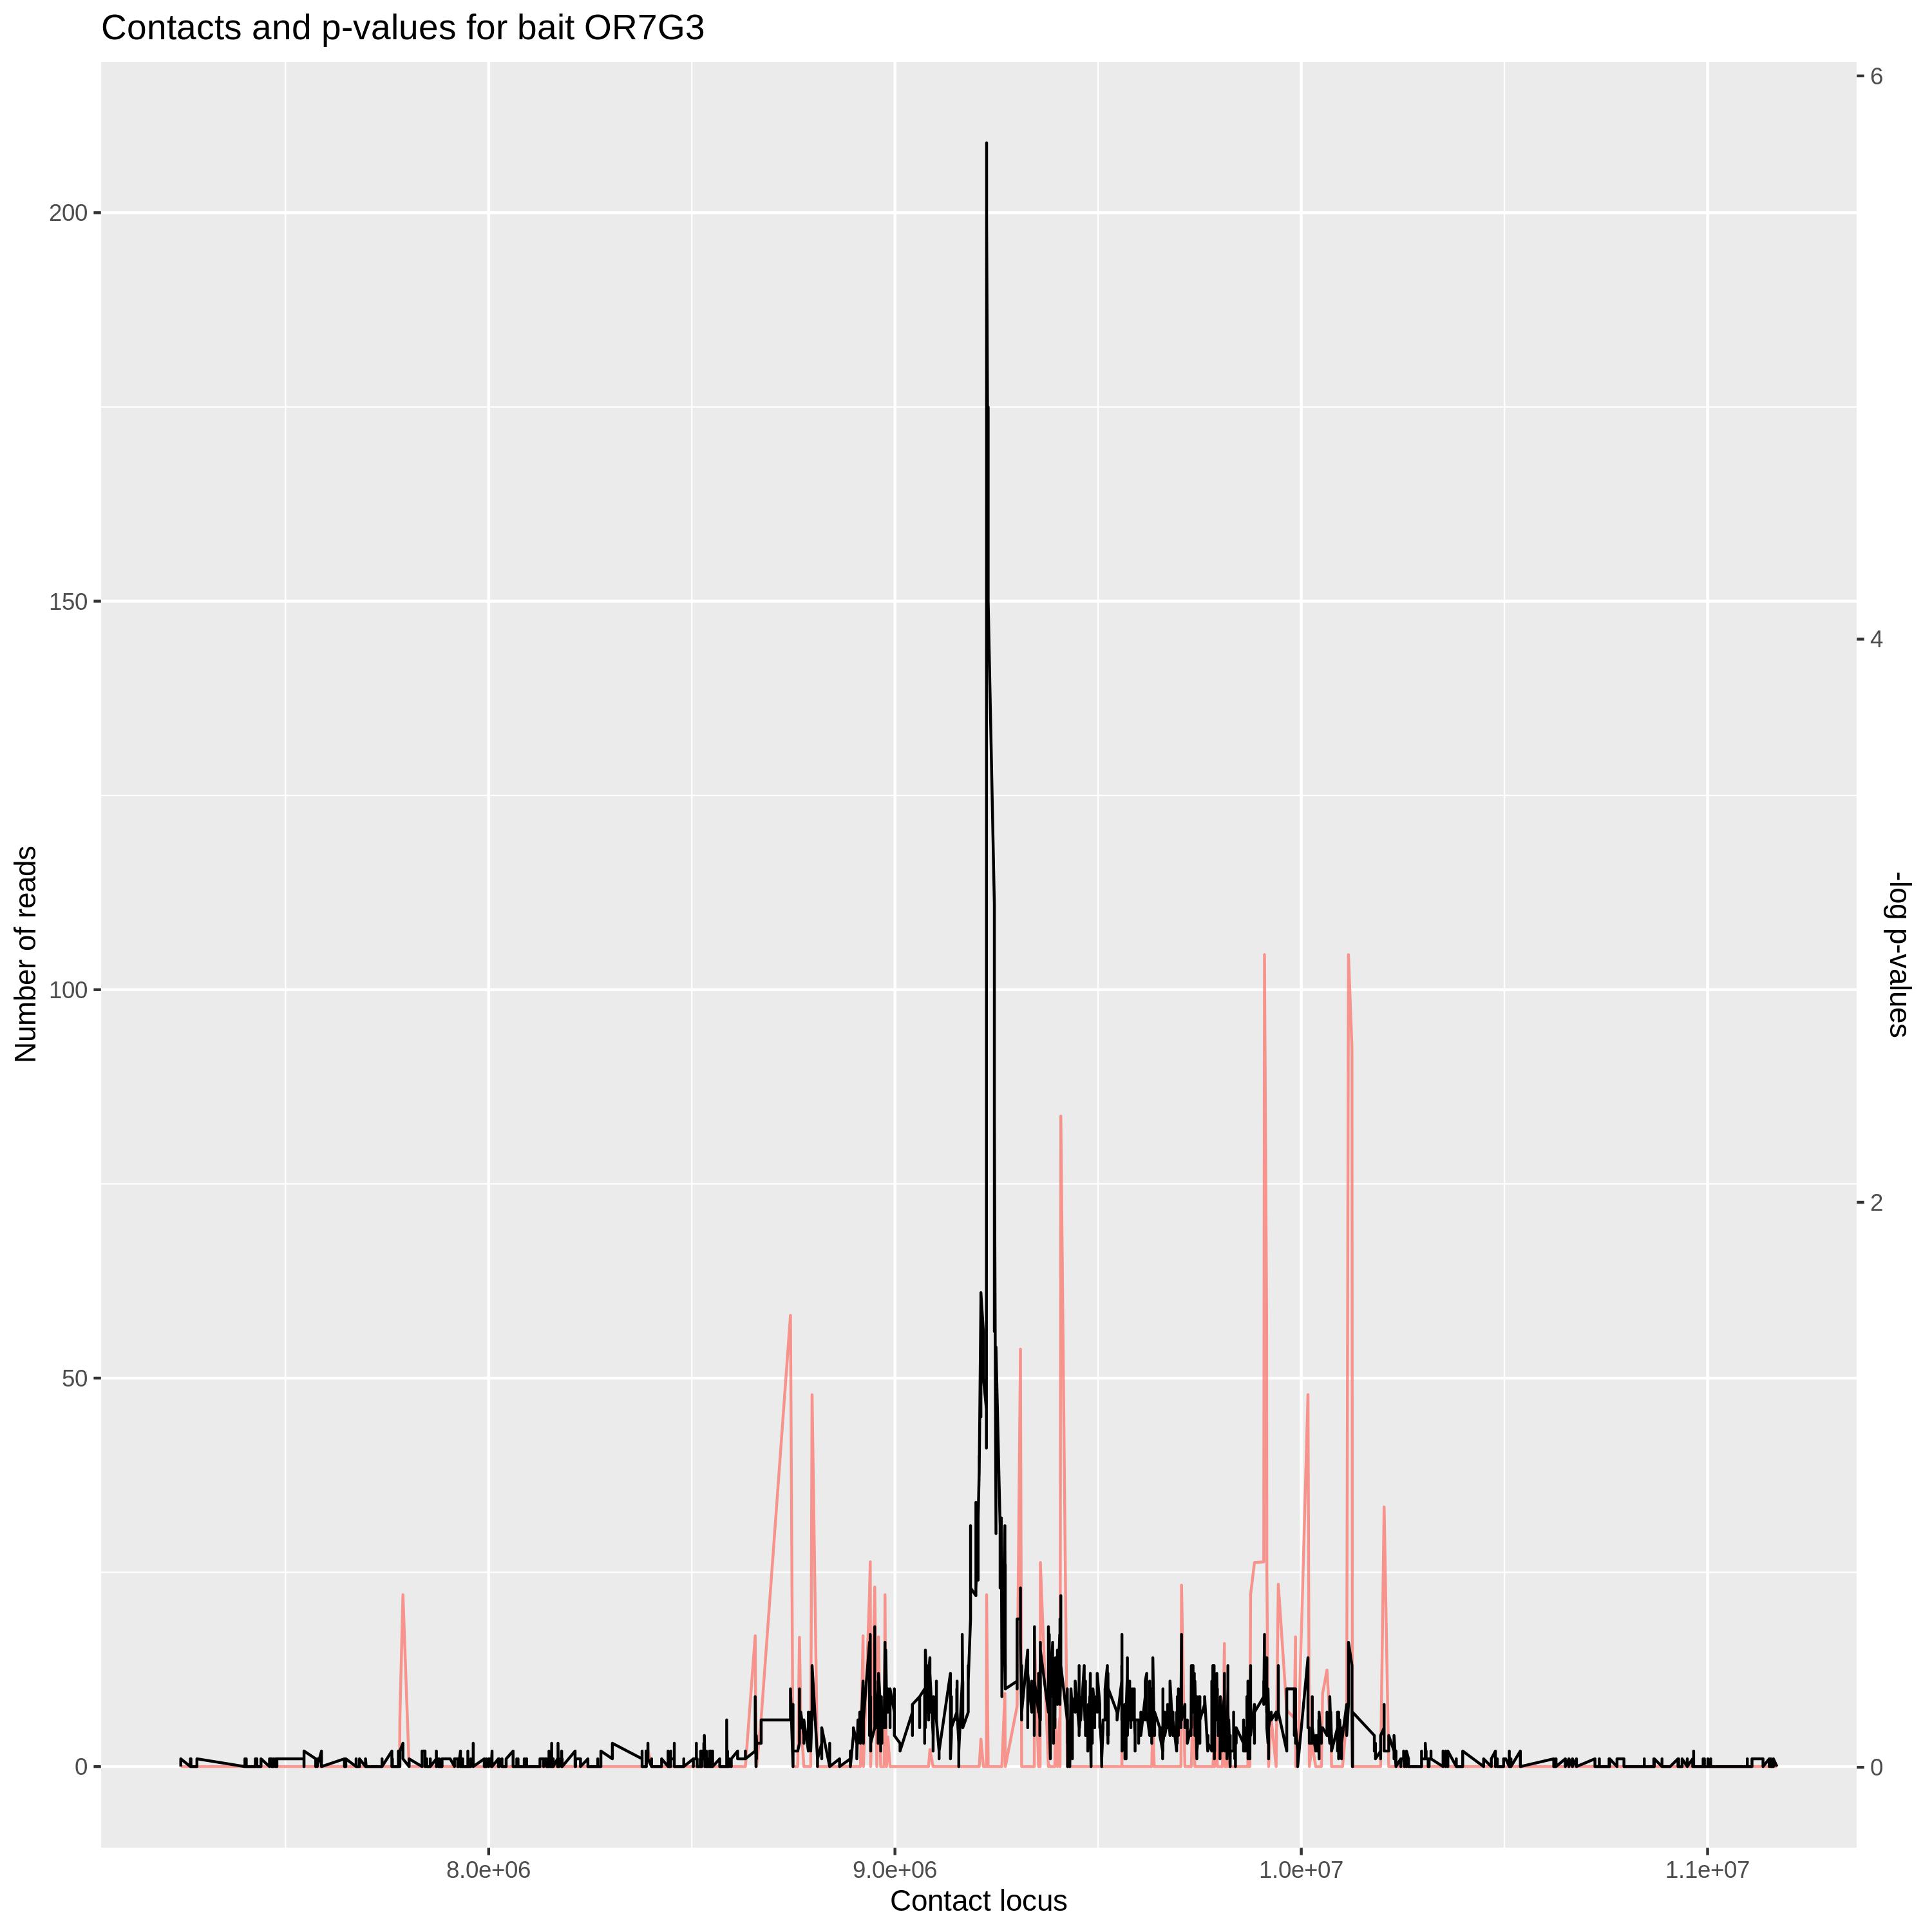 Contacts and p-values for bait OR7G3
6
200
150
4
Number of reads
-log p-values
100
2
50
0
0
8.0e+06
9.0e+06
1.0e+07
1.1e+07
Contact locus